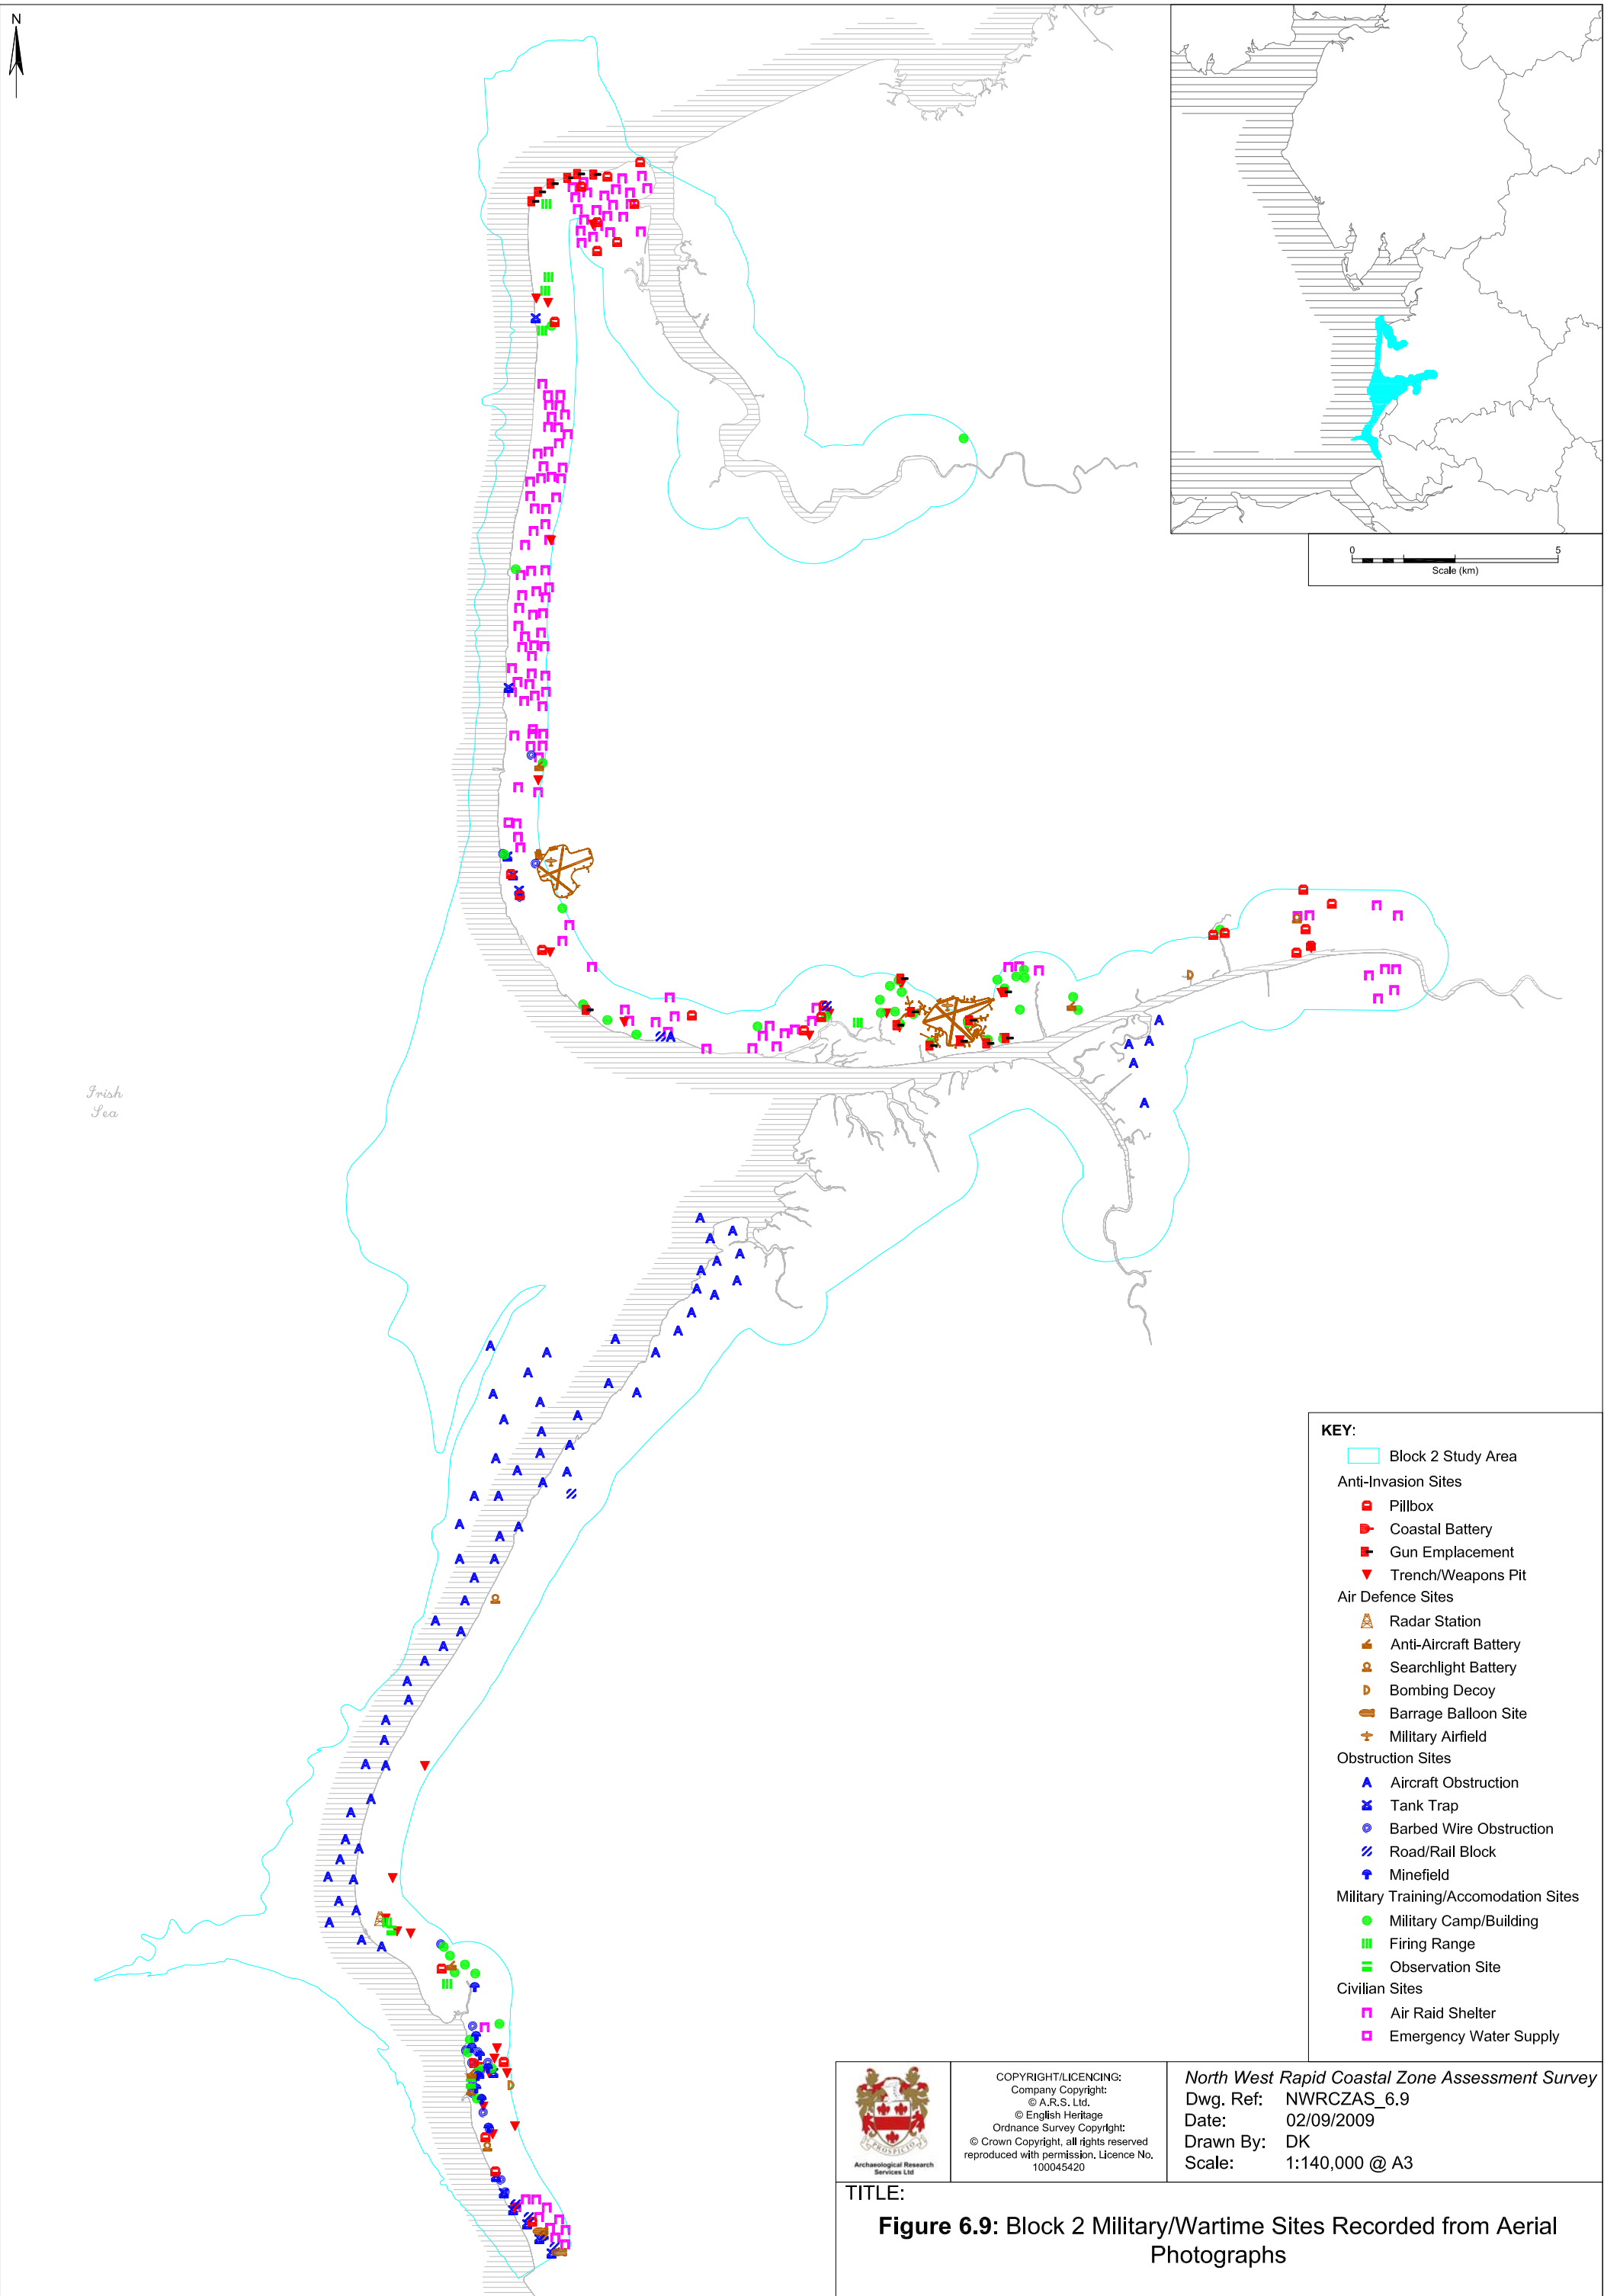 N
0 5
Scale (km)
Irish
Sea
KEY:
Block 2 Study Area
Anti-Invasion Sites
Pillbox
Coastal Battery
Gun Emplacement
Trench/Weapons Pit
Air Defence Sites
Radar Station
Anti-Aircraft Battery
Searchlight Battery
Bombing Decoy
Barrage Balloon Site
Military Airfield
Obstruction Sites
Aircraft Obstruction
Tank Trap
Barbed Wire Obstruction
Road/Rail Block
Minefield
Military Training/Accomodation Sites
Military Camp/Building
Firing Range
Observation Site
Civilian Sites
Air Raid Shelter
Emergency Water Supply
PROSPICIO
Archaeological Research
Services Ltd
COPYRIGHT/LICENCING:
Company Copyright:
© A.R.S. Ltd.
© English Heritage
Ordnance Survey Copyright:
© Crown Copyright, all rights reserved
reproduced with permission. Licence No.
100045420
North West Rapid Coastal Zone Assessment Survey
Dwg. Ref: NWRCZAS_6.9
Date: 02/09/2009
Drawn By: DK
Scale: 1:140,000 @ A3
TITLE:
Figure 6.9: Block 2 Military/Wartime Sites Recorded from Aerial
Photographs